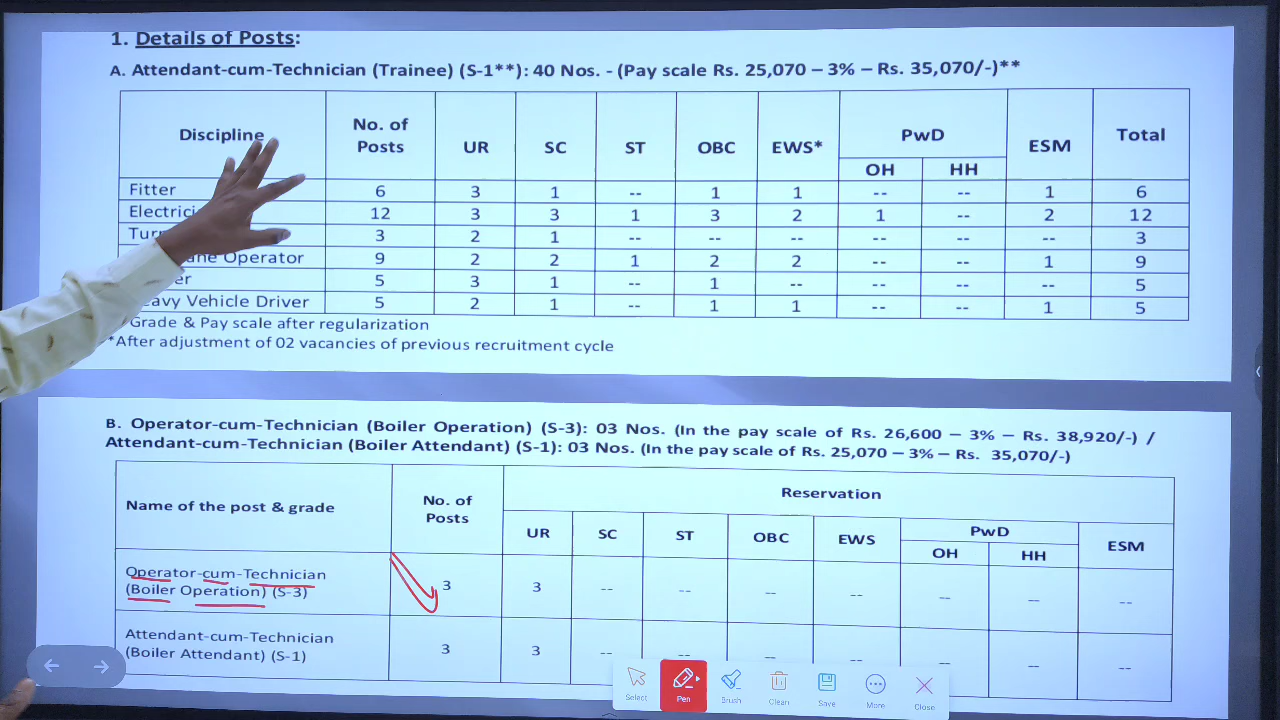 1. Details of Posts:
A. Attendant-cum-Technician (Trainee) (S-1**): 40 Nos. - (Pay scale Rs. 25,070 – 3% – Rs. 35,070/-)**
Discipline No. of Posts UR SC ST OBC EWS* PwD ESM Total
OH HH
Fitter 6 3 1 -- 1 1 -- -- 1 6
12 3 3 1 3 2 1 -- 2 12
3 2 1 -- -- -- -- -- -- 3
Operator 9 2 2 1 2 2 -- -- 1 9
5 3 1 -- 1 -- -- -- -- 5
Vehicle Driver 5 2 1 -- 1 1 -- -- 1 5
Grade & Pay scale after regularization
*After adjustment of 02 vacancies of previous recruitment cycle
B. Operator-cum-Technician (Boiler Operation) (S-3): 03 Nos. (In the pay scale of Rs. 26,600 – 3% – Rs. 38,920/-) /
Attendant-cum-Technician (Boiler Attendant) (S-1): 03 Nos. (In the pay scale of Rs. 25,070 – 3% – Rs. 35,070/-)
Name of the post & grade No. of Posts Reservation
UR SC ST OBC EWS PwD ESM
OH HH
Operator-cum-Technician
(Boiler Operation) (S-3) 3 3 -- -- -- -- -- -- --
Attendant-cum-Technician
(Boiler Attendant) (S-1) 3 3 -- -- -- -- -- -- --
Select Pen Brush Clean Save More Close